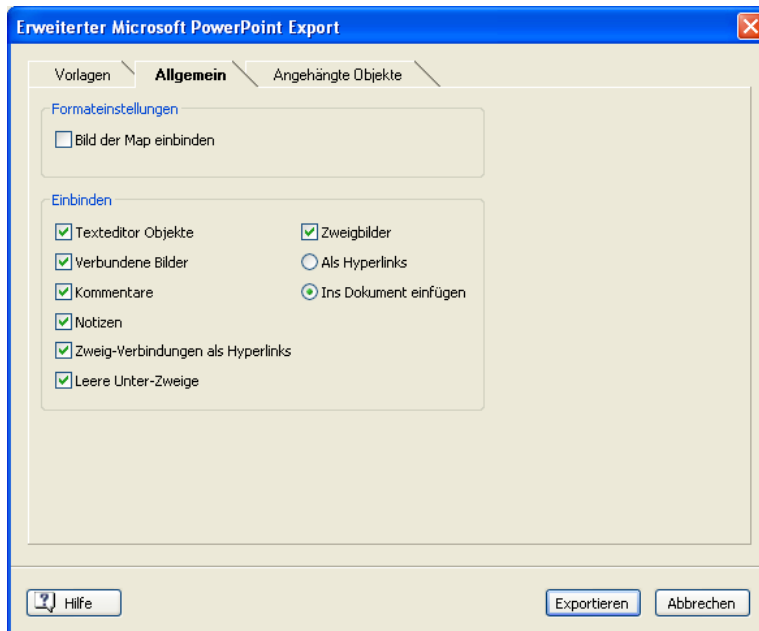 Erweiterter Microsoft PowerPoint Export
Vorlagen Allgemein Angehängte Objekte
Formateinstellungen
Bild der Map einbinden
Einbinden
Texteditor Objekte
Verbundene Bilder
Kommentare
Notizen
Zweig-Verbindungen als Hyperlinks
Leere Unter-Zweige
Zweigbilder
Als Hyperlinks
Ins Dokument einfügen
Hilfe Exportieren Abbrechen